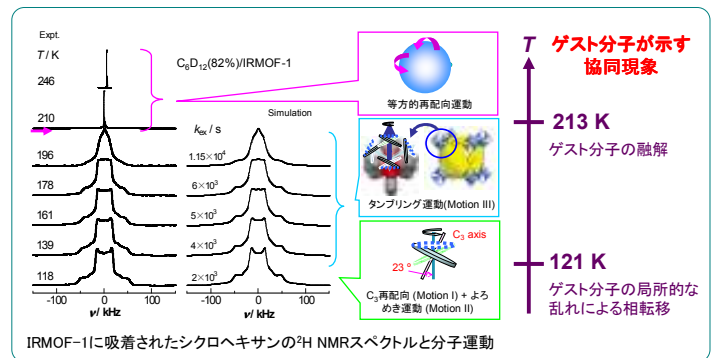 Expt.
T / K
246
210
196
178
161
139
118
-100 0 100
ν/ kHz
C₆D₁₂(82%)/IRMOF-1
Simulation
kₑₓ / s
1.15×10⁴
6×10³
5×10³
4×10³
2×10³
-100 0 100
ν/ kHz
等方的再配向運動
タンブリング運動(Motion III)
C₃ axis
23 º
C₃再配向 (Motion I) + よろ
めき運動 (Motion II)
T
ゲスト分子が示す
協同現象
213 K
ゲスト分子の融解
121 K
ゲスト分子の局所的な
乱れによる相転移
IRMOF-1に吸着されたシクロヘキサンの²H NMRスペクトルと分子運動